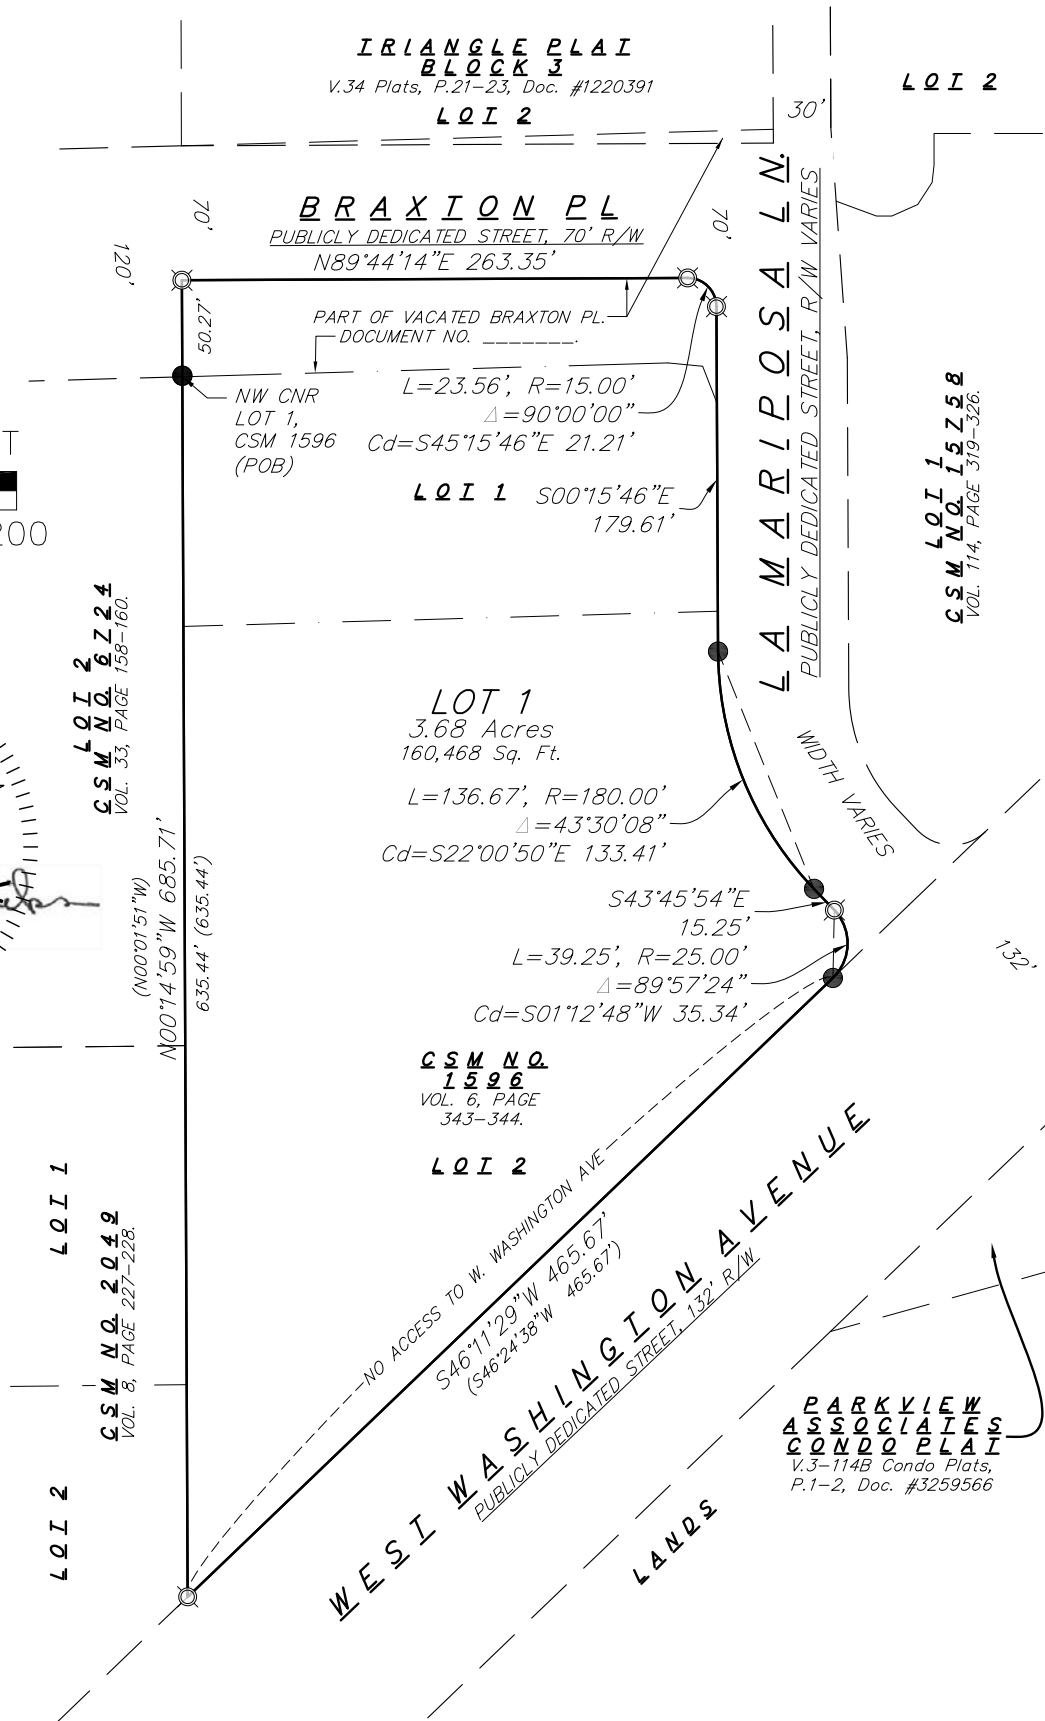 TRIANGLE PLAT
BLOCK 3
V.34 Plats, P.21-23, Doc. #1220391
LOT 2
LOT 2
30'
BRAXTON PL
PUBLICLY DEDICATED STREET, 70' R/W
N89°44'14"E 263.35'
70'
70'
120'
50.27'
PART OF VACATED BRAXTON PL.
DOCUMENT NO. _______.
NW CNR
LOT 1,
CSM 1596
(POB)
L=23.56', R=15.00'
Δ=90°00'00"
Cd=S45°15'46"E 21.21'
LOT 1
S00°15'46"E
179.61'
LA MARIPOSA LN.
PUBLICLY DEDICATED STREET, R/W VARIES
LOT 1
CSM NO. 15758
VOL. 114, PAGE 319-326.
T
200
LOT 2
CSM NO. 6724
VOL. 33, PAGE 158-160.
LOT 1
3.68 Acres
160,468 Sq. Ft.
WIDTH VARIES
L=136.67', R=180.00'
Δ=43°30'08"
Cd=S22°00'50"E 133.41'
(N00°01'51"W)
N00°14'59"W 685.71'
635.44' (635.44')
S43°45'54"E
15.25'
L=39.25', R=25.00'
Δ=89°57'24"
Cd=S01°12'48"W 35.34'
132'
CSM NO.
1596
VOL. 6, PAGE
343-344.
LOT 2
LOT 1
CSM NO. 2049
VOL. 8, PAGE 227-228.
LOT 2
NO ACCESS TO W. WASHINGTON AVE
S46°11'29"W 465.67'
(S46°24'38"W 465.67')
WEST WASHINGTON AVENUE
PUBLICLY DEDICATED STREET, 132' R/W
PARKVIEW
ASSOCIATES
CONDO PLAT
V.3-114B Condo Plats,
P.1-2, Doc. #3259566
LANDS